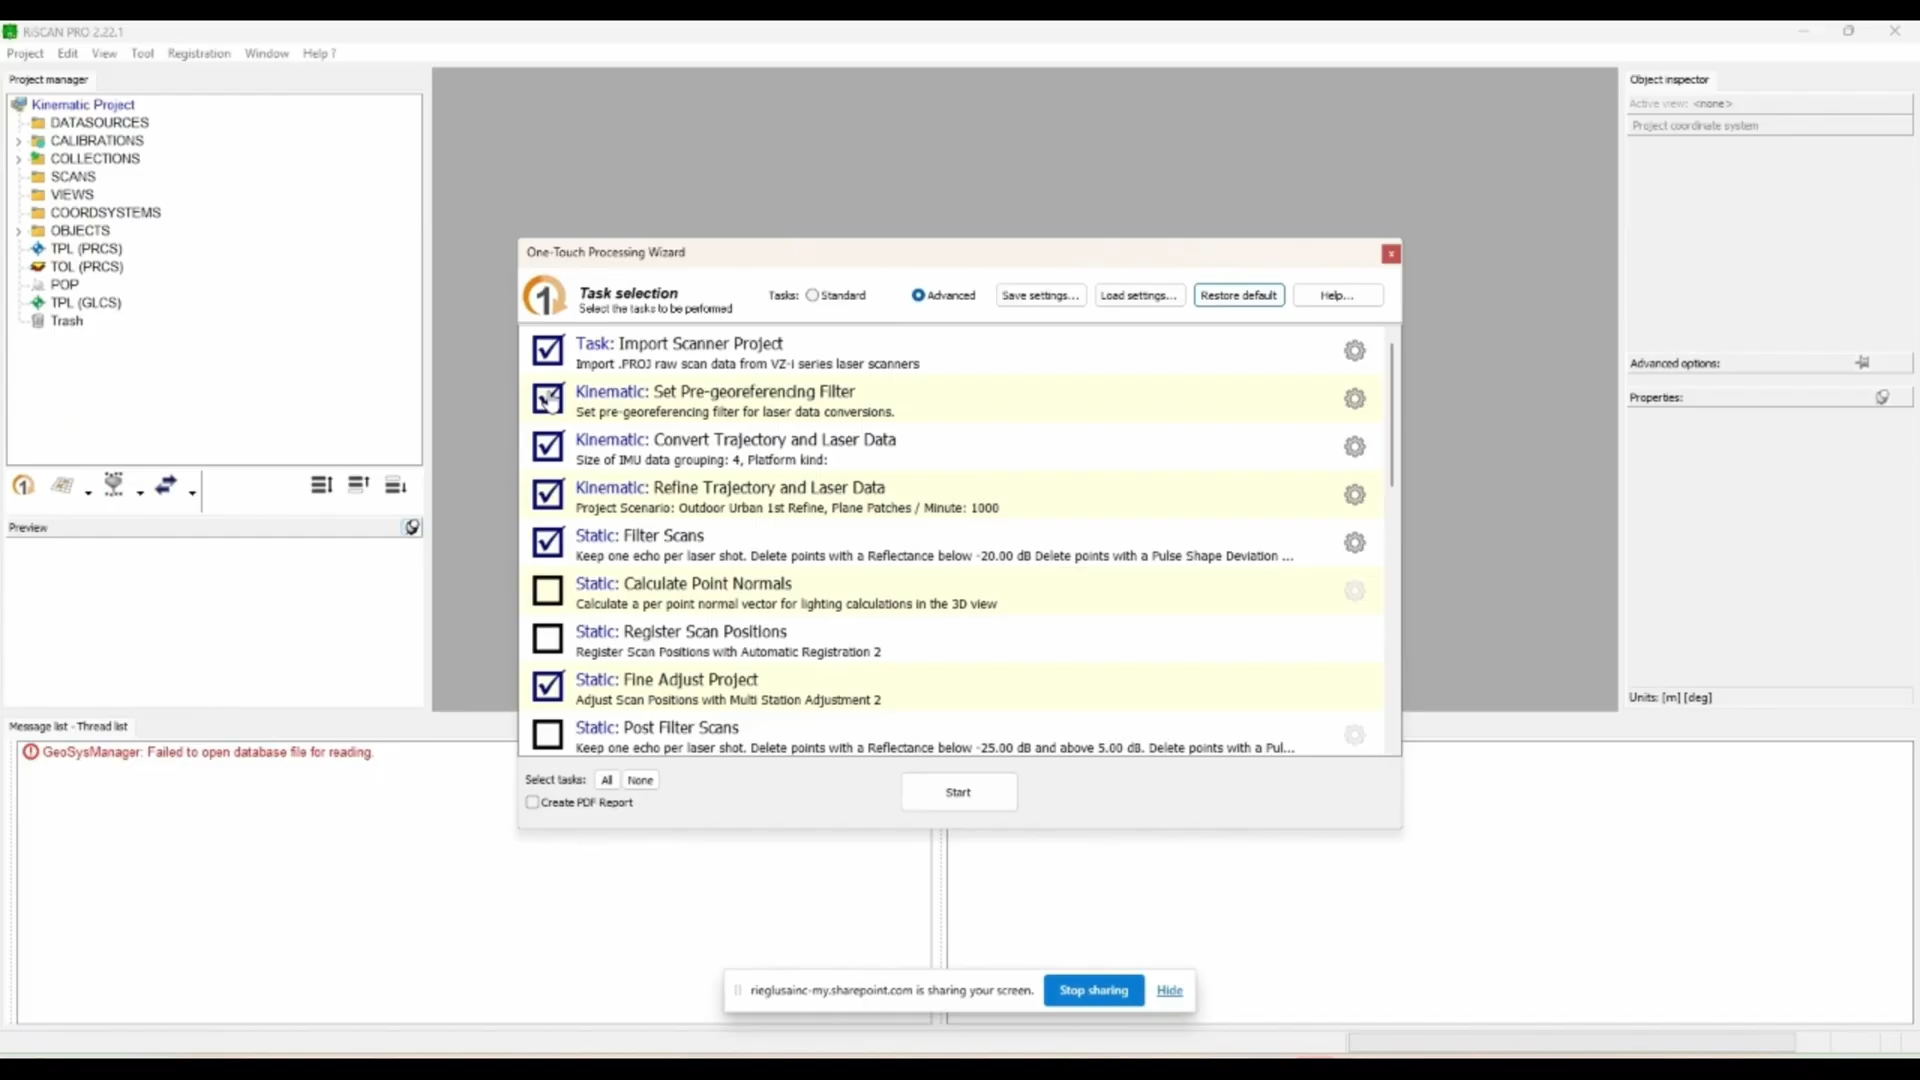 RiSCAN PRO 2.22.1
Project Edit View Tool Registration Window Help ?
Project manager
Kinematic Project
DATASOURCES
CALIBRATIONS
COLLECTIONS
SCANS
VIEWS
COORDSYSTEMS
OBJECTS
TPL (PRCS)
TOL (PRCS)
POP
TPL (GLCS)
Trash
Preview
Message list - Thread list
GeoSysManager: Failed to open database file for reading.
One-Touch Processing Wizard
1
Task selection
Select the tasks to be performed
Tasks: Standard Advanced Save settings... Load settings... Restore default Help...
Task: Import Scanner Project
Import .PROJ raw scan data from VZ-i series laser scanners
Kinematic: Set Pre-georeferencing Filter
Set pre-georeferencing filter for laser data conversions.
Kinematic: Convert Trajectory and Laser Data
Size of IMU data grouping: 4, Platform kind:
Kinematic: Refine Trajectory and Laser Data
Project Scenario: Outdoor Urban 1st Refine, Plane Patches / Minute: 1000
Static: Filter Scans
Keep one echo per laser shot. Delete points with a Reflectance below -20.00 dB Delete points with a Pulse Shape Deviation ...
Static: Calculate Point Normals
Calculate a per point normal vector for lighting calculations in the 3D view
Static: Register Scan Positions
Register Scan Positions with Automatic Registration 2
Static: Fine Adjust Project
Adjust Scan Positions with Multi Station Adjustment 2
Static: Post Filter Scans
Keep one echo per laser shot. Delete points with a Reflectance below -25.00 dB and above 5.00 dB. Delete points with a Pul...
Select tasks: All None
Create PDF Report
Start
Object inspector
Active view: <none>
Project coordinate system
Advanced options:
Properties:
Units: [m] [deg]
rieglusainc-my.sharepoint.com is sharing your screen. Stop sharing Hide